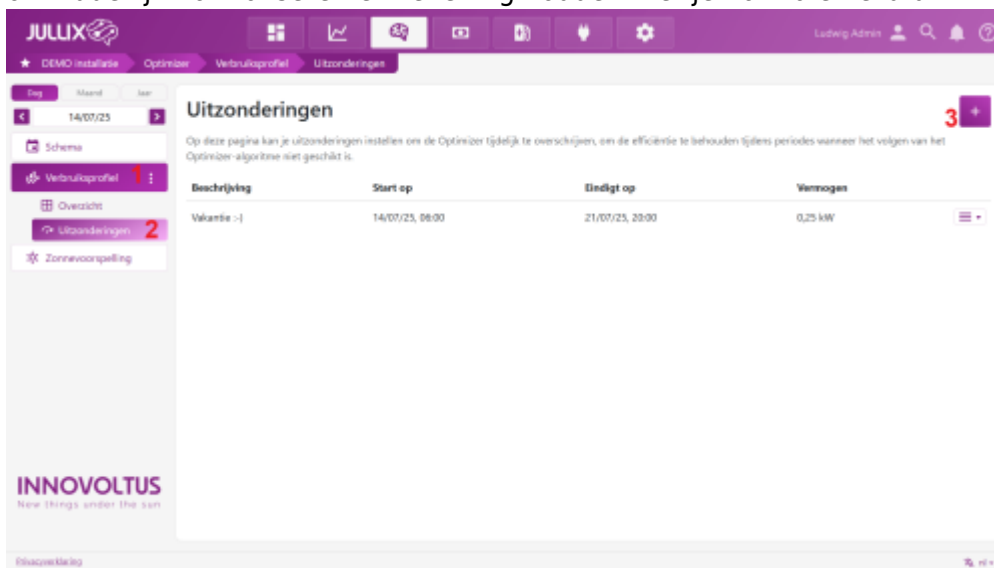 JULLIX
Ludwig Admin
DEMO installatie Optimizer Verbruiksprofiel Uitzonderingen
Dag Maand Jaar
14/07/25
Schema
Verbruiksprofiel 1
Overzicht
Uitzonderingen 2
Zonnevoorspelling
Uitzonderingen
3 +
Op deze pagina kan je uitzonderingen instellen om de Optimizer tijdelijk te overschrijven, om de efficiëntie te behouden tijdens periodes wanneer het volgen van het
Optimizer-algoritme niet geschikt is.
Beschrijving Start op Eindigt op Vermogen
Vakantie :-) 14/07/25, 06:00 21/07/25, 20:00 0,25 kW
INNOVOLTUS
New things under the sun
Privacyverklaring
nl